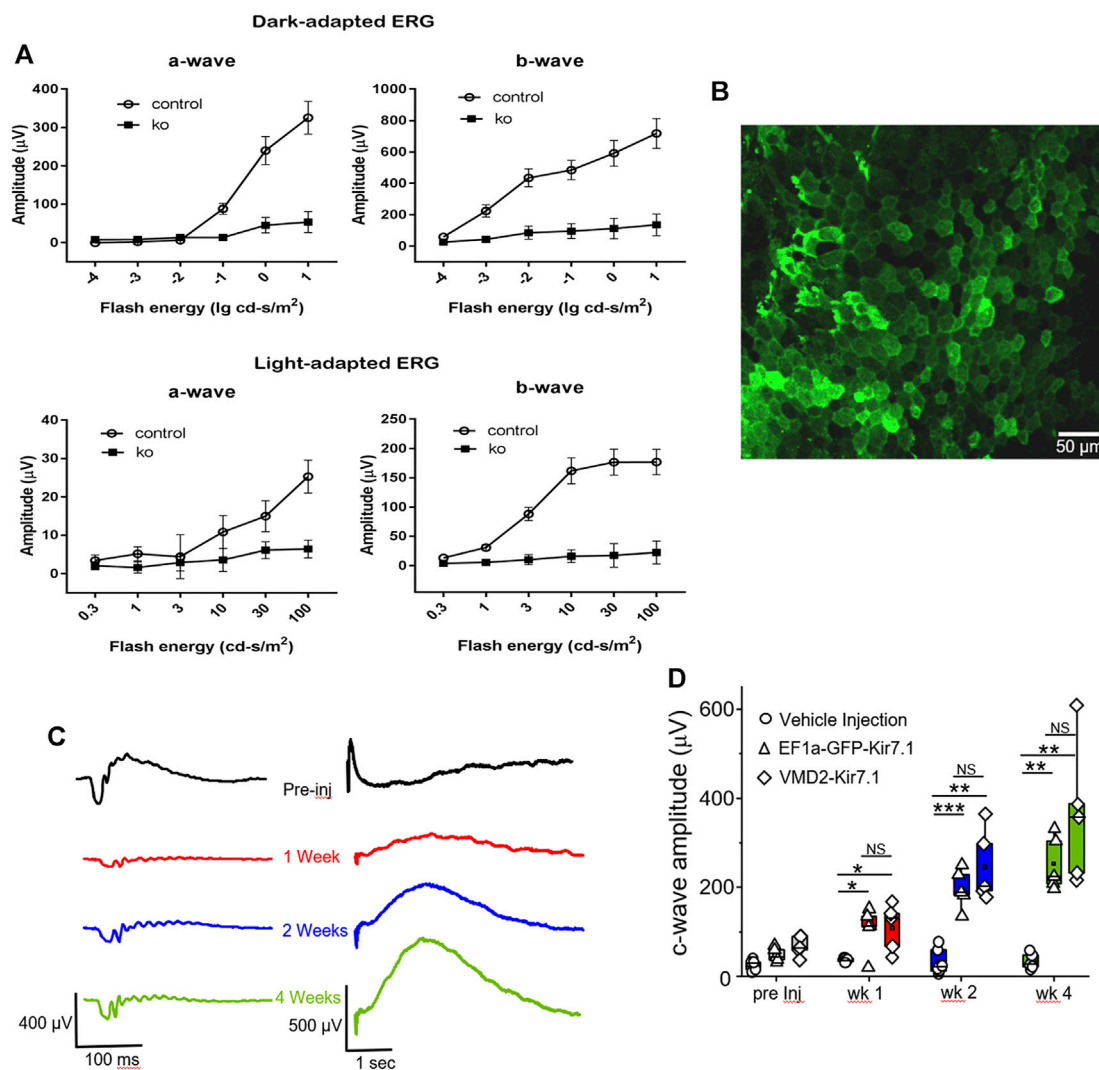 Dark-adapted ERG
A
a-wave
b-wave
400
300
200
100
0
Amplitude (µV)
control
ko
-4
-3
-2
-1
0
1
Flash energy (lg cd-s/m²)
1000
800
600
400
200
0
Amplitude (µV)
control
ko
-4
-3
-2
-1
0
1
Flash energy (lg cd-s/m²)
B
50 µm
Light-adapted ERG
a-wave
b-wave
40
30
20
10
0
Amplitude (µV)
control
ko
0.3
1
3
10
30
100
Flash energy (cd-s/m²)
250
200
150
100
50
0
Amplitude (µV)
control
ko
0.3
1
3
10
30
100
Flash energy (cd-s/m²)
C
Pre-inj
1 Week
2 Weeks
4 Weeks
400 µV
100 ms
500 µV
1 sec
D
c-wave amplitude (µV)
600
400
200
0
Vehicle Injection
EF1a-GFP-Kir7.1
VMD2-Kir7.1
NS
*
*
NS
**
***
NS
**
**
pre Inj
wk 1
wk 2
wk 4